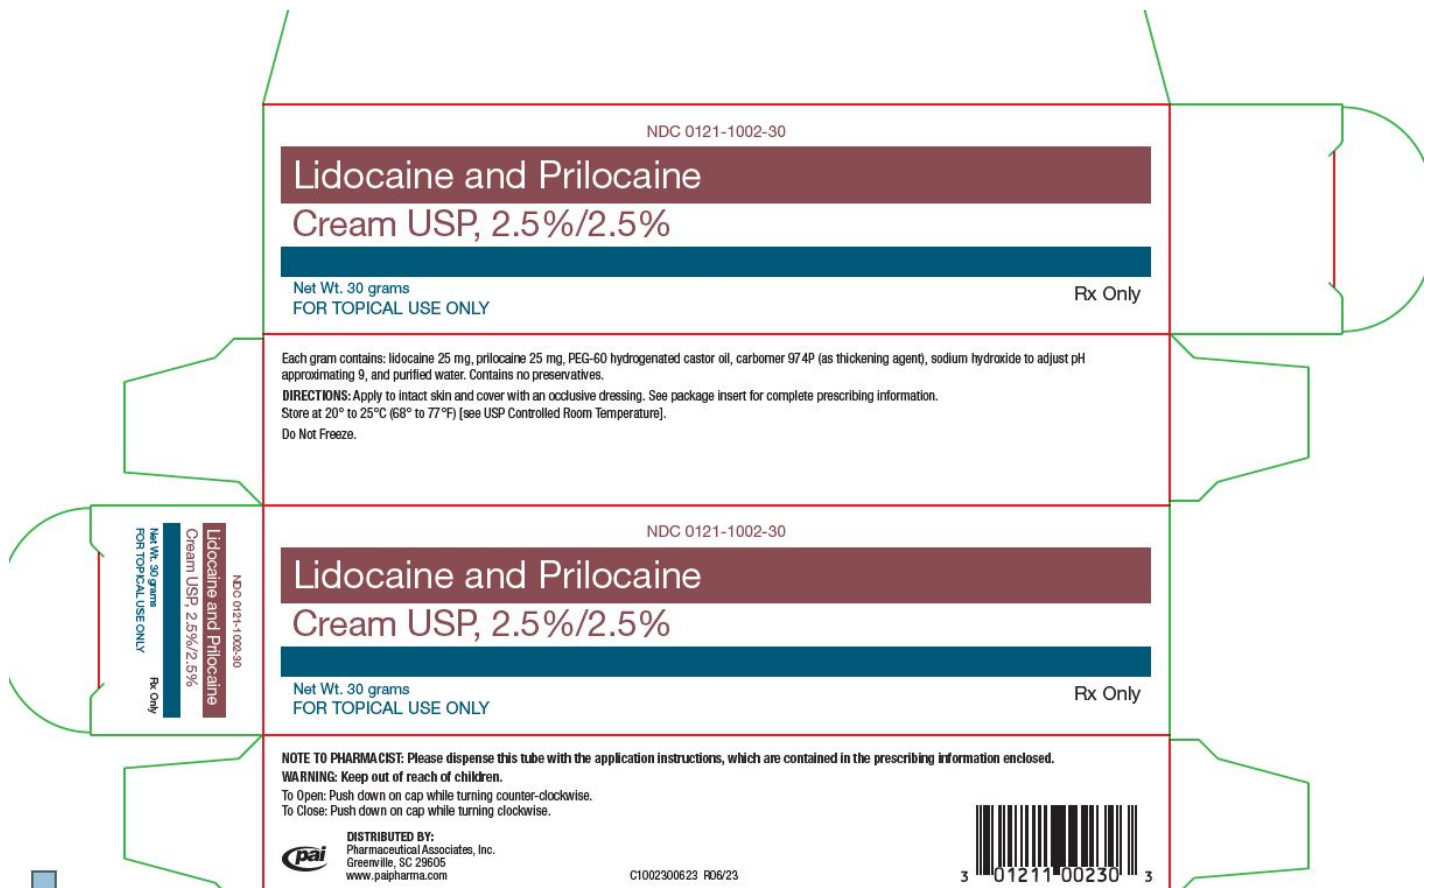 NDC 0121-1002-30
Lidocaine and Prilocaine
Cream USP, 2.5%/2.5%
Net Wt. 30 grams
FOR TOPICAL USE ONLY
Rx Only
Each gram contains: lidocaine 25 mg, prilocaine 25 mg, PEG-60 hydrogenated castor oil, carbomer 974P (as thickening agent), sodium hydroxide to adjust pH
approximating 9, and purified water. Contains no preservatives.
DIRECTIONS: Apply to intact skin and cover with an occlusive dressing. See package insert for complete prescribing information.
Store at 20° to 25°C (68° to 77°F) [see USP Controlled Room Temperature].
Do Not Freeze.
NDC 0121-1002-30
Lidocaine and Prilocaine
Cream USP, 2.5%/2.5%
Net Wt. 30 grams
FOR TOPICAL USE ONLY
Rx Only
NDC 0121-1002-30
Lidocaine and Prilocaine
Cream USP, 2.5%/2.5%
Net Wt. 30 grams
FOR TOPICAL USE ONLY
Rx Only
NOTE TO PHARMACIST: Please dispense this tube with the application instructions, which are contained in the prescribing information enclosed.
WARNING: Keep out of reach of children.
To Open: Push down on cap while turning counter-clockwise.
To Close: Push down on cap while turning clockwise.
pai
DISTRIBUTED BY:
Pharmaceutical Associates, Inc.
Greenville, SC 29605
www.paipharma.com
C1002300623 R06/23
3 01211 00230 3